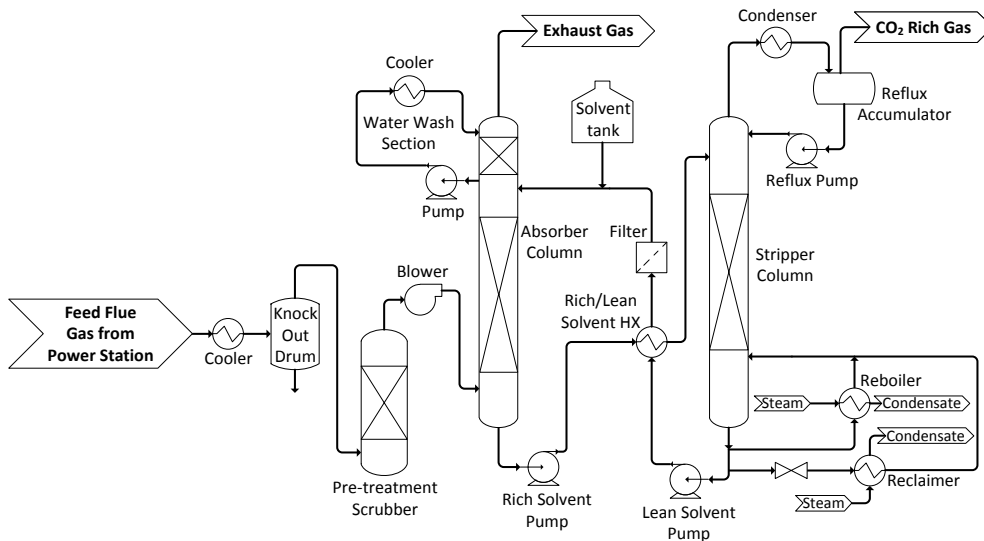 Exhaust Gas
Condenser
CO₂ Rich Gas
Cooler
Water Wash
Section
Solvent
tank
Reflux
Accumulator
Pump
Reflux Pump
Absorber
Column
Filter
Stripper
Column
Blower
Rich/Lean
Solvent HX
Feed Flue
Gas from
Power Station
Cooler
Knock
Out
Drum
Reboiler
Steam
Condensate
Condensate
Reclaimer
Steam
Pre-treatment
Scrubber
Rich Solvent
Pump
Lean Solvent
Pump